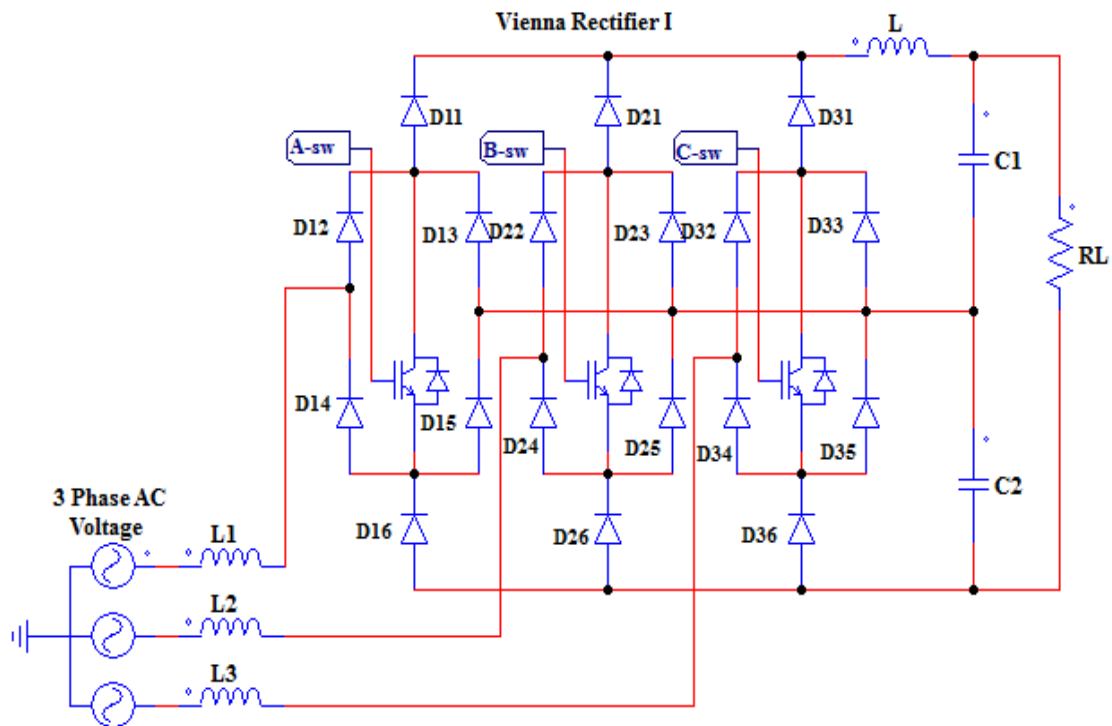 Vienna Rectifier I
L
D11
D21
D31
A-sw
B-sw
C-sw
C1
D12
D13
D22
D23
D32
D33
RL
D14
D15
D24
D25
D34
D35
C2
3 Phase AC
Voltage
D16
D26
D36
L1
L2
L3